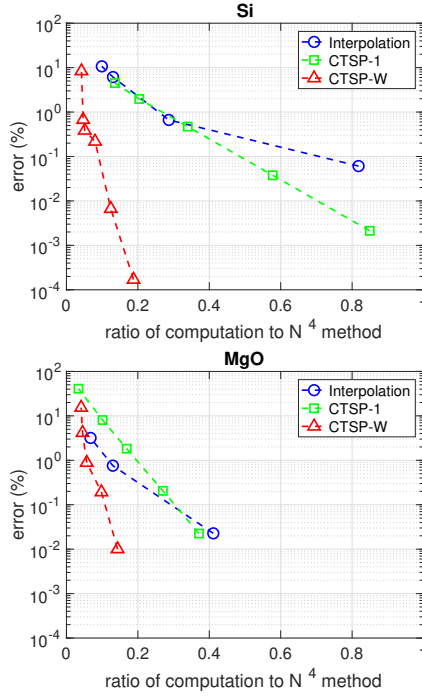 Si
10^2
10^1
10^0
10^-1
10^-2
10^-3
10^-4
error (%)
Interpolation
CTSP-1
CTSP-W
0 0.2 0.4 0.6 0.8 1
ratio of computation to N^4 method
MgO
10^2
10^1
10^0
10^-1
10^-2
10^-3
10^-4
error (%)
Interpolation
CTSP-1
CTSP-W
0 0.2 0.4 0.6 0.8 1
ratio of computation to N^4 method